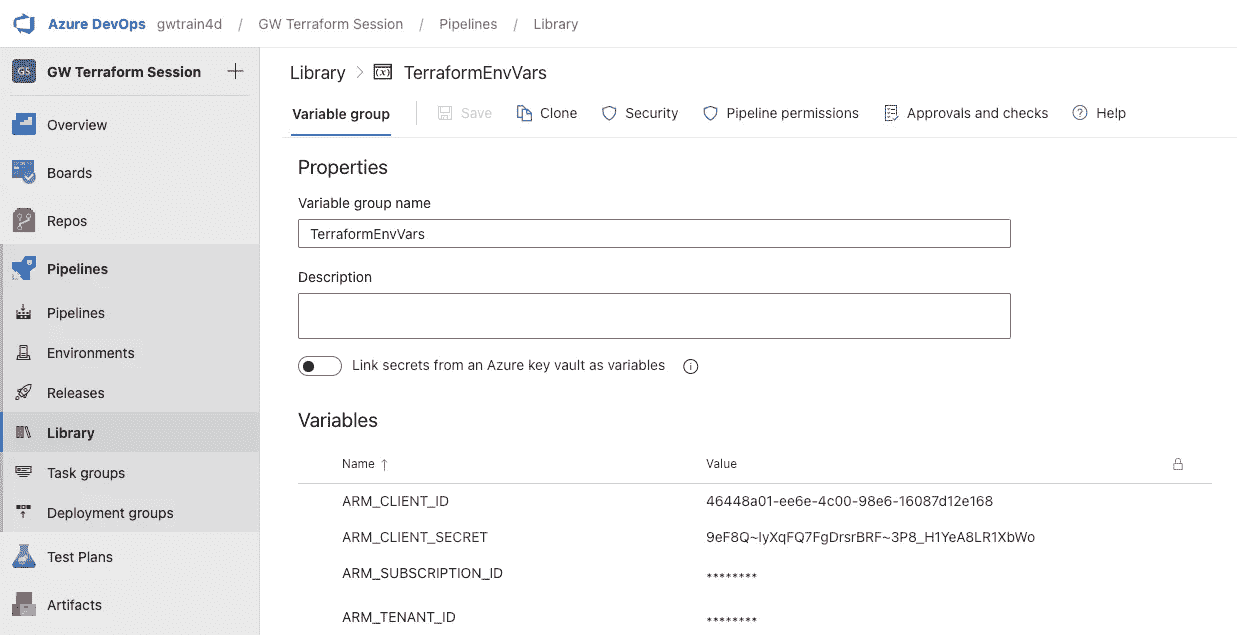 Azure DevOps gwtrain4d / GW Terraform Session / Pipelines / Library
GS GW Terraform Session +
Overview
Boards
Repos
Pipelines
Pipelines
Environments
Releases
Library
Task groups
Deployment groups
Test Plans
Artifacts
Library > (x) TerraformEnvVars
Variable group Save Clone Security Pipeline permissions Approvals and checks ? Help
Properties
Variable group name
TerraformEnvVars
Description
Link secrets from an Azure key vault as variables i
Variables
Name ↑ Value
ARM_CLIENT_ID 46448a01-ee6e-4c00-98e6-16087d12e168
ARM_CLIENT_SECRET 9eF8Q~lyXqFQ7FgDrsrBRF~3P8_H1YeA8LR1XbWo
ARM_SUBSCRIPTION_ID ********
ARM_TENANT_ID ********